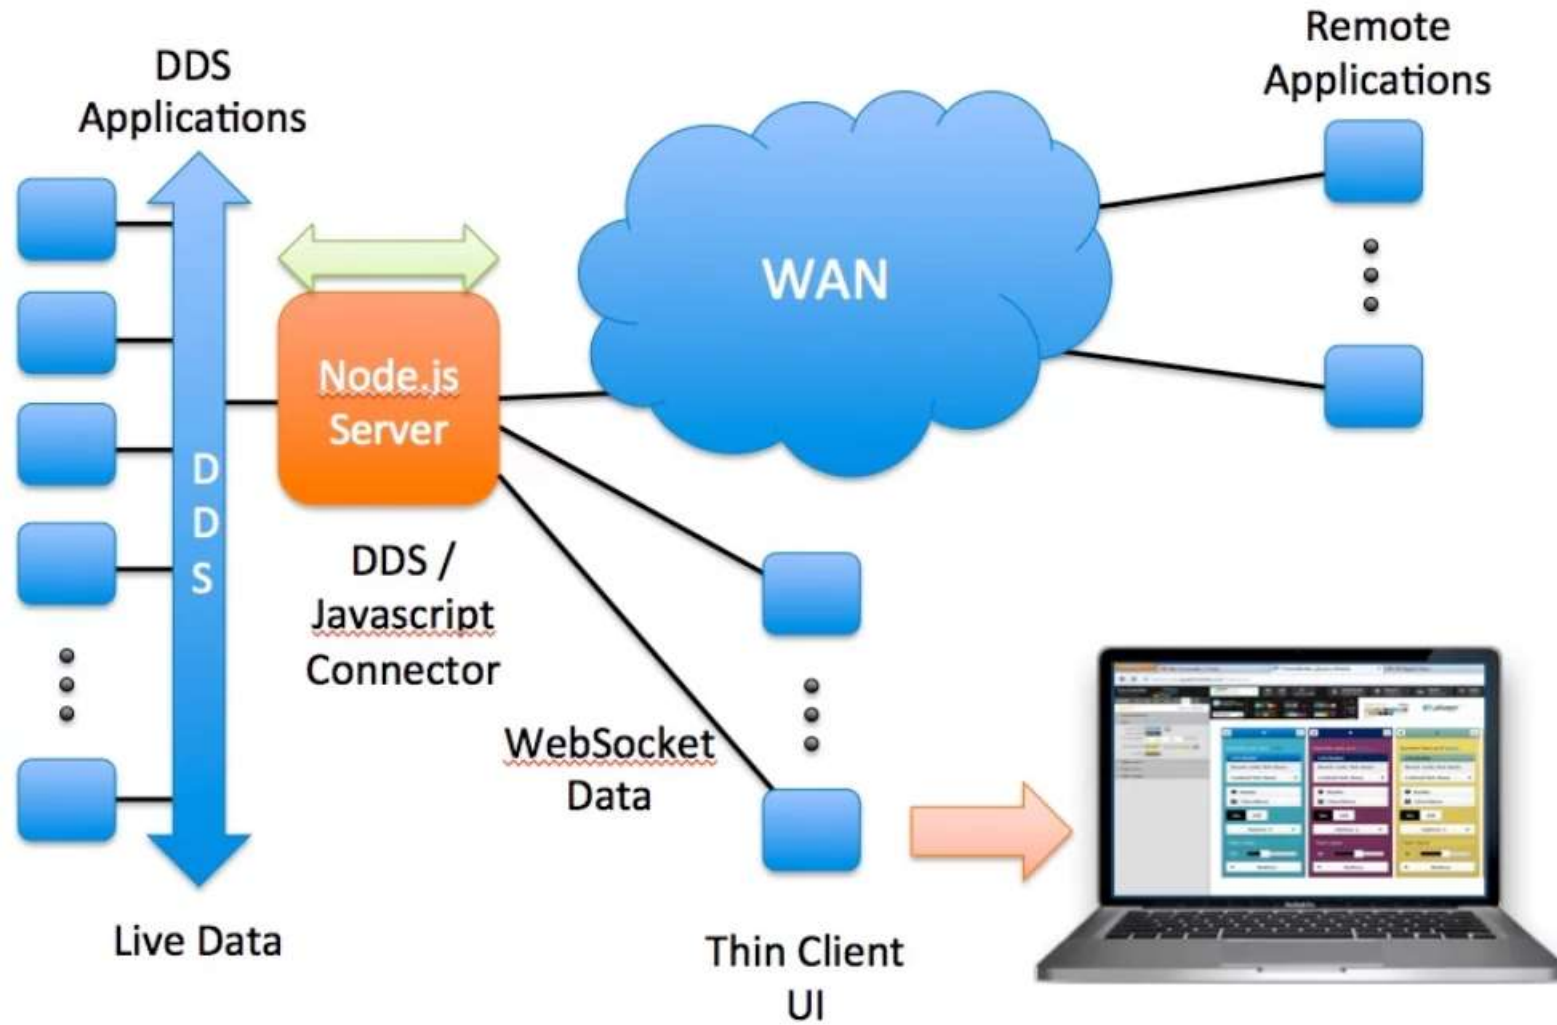 DDS
Applications
Remote
Applications
WAN
Node.js
Server
D
D
S
DDS /
Javascript
Connector
WebSocket
Data
Live Data
Thin Client
UI